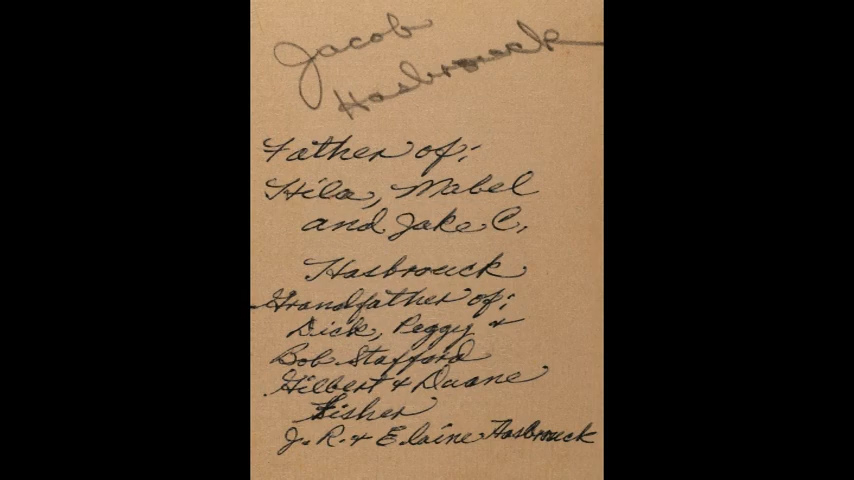 Jacob
Hasbrouck
Father of:
Hila, Mabel
and Jake C.
Hasbrouck
Grandfather of:
Dick, Peggy +
Bob Stafford
Gilbert + Duane
Fisher
J. R. + Elaine Hasbrouck